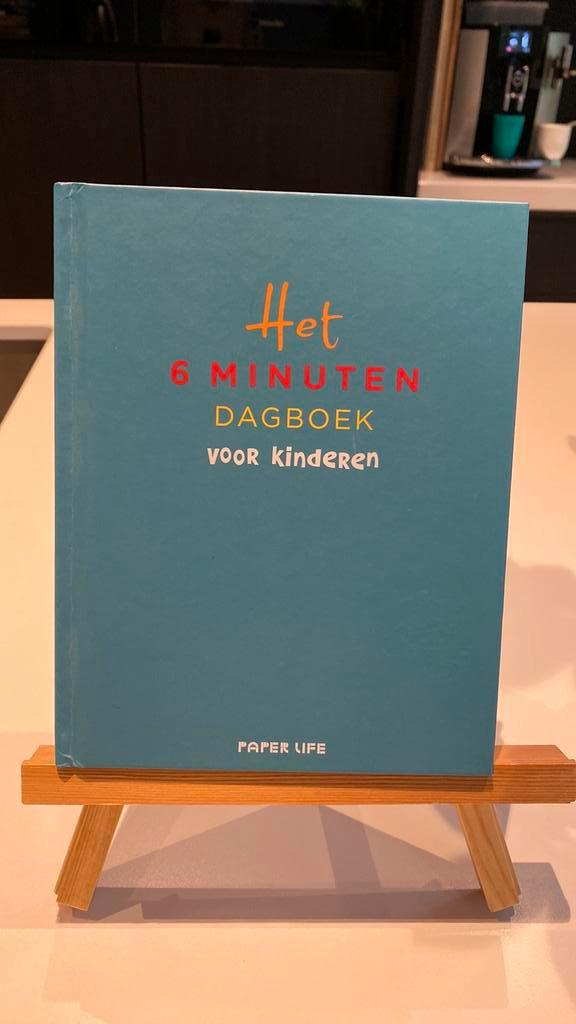 Het
6 MINUTEN
DAGBOEK
VOOR kinderen
PAPER LIFE